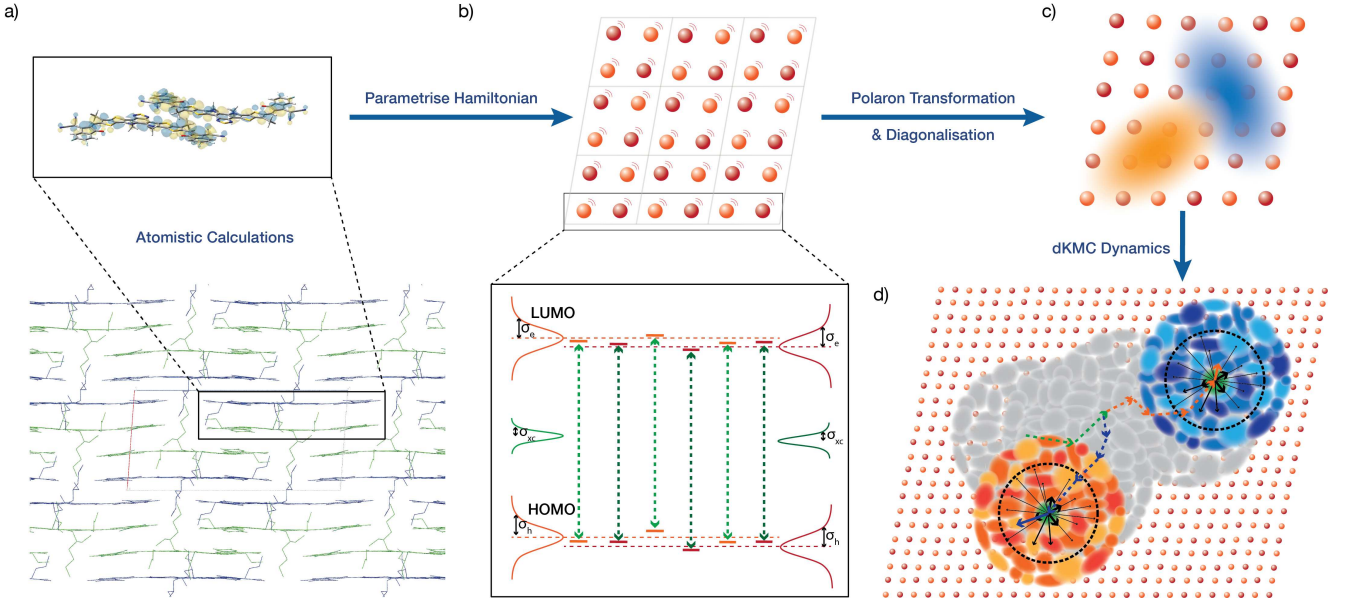 a)
Atomistic Calculations
Parametrise Hamiltonian
b)
LUMO
σe
σe
σxc
σxc
HOMO
σh
σh
Polaron Transformation
& Diagonalisation
c)
dKMC Dynamics
d)